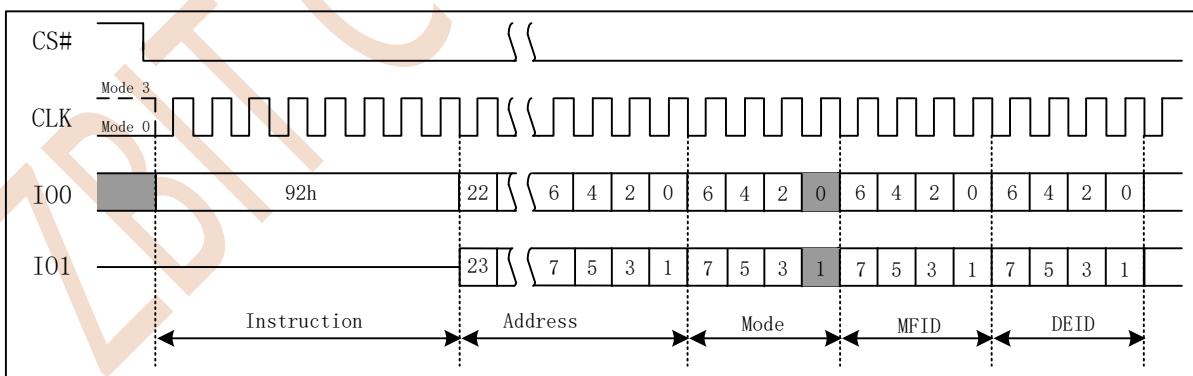 ZBIT C
CS#
Mode 3
CLK
Mode 0
IO0 92h 22 6 4 2 0 6 4 2 0 6 4 2 0 6 4 2 0
IO1 23 7 5 3 1 7 5 3 1 7 5 3 1 7 5 3 1
Instruction Address Mode MFID DEID